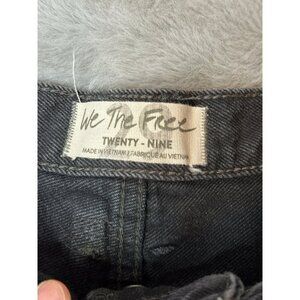 We The Free
TWENTY - NINE
MADE IN VIETNAM / FABRIQUÉ AU VIETNAM